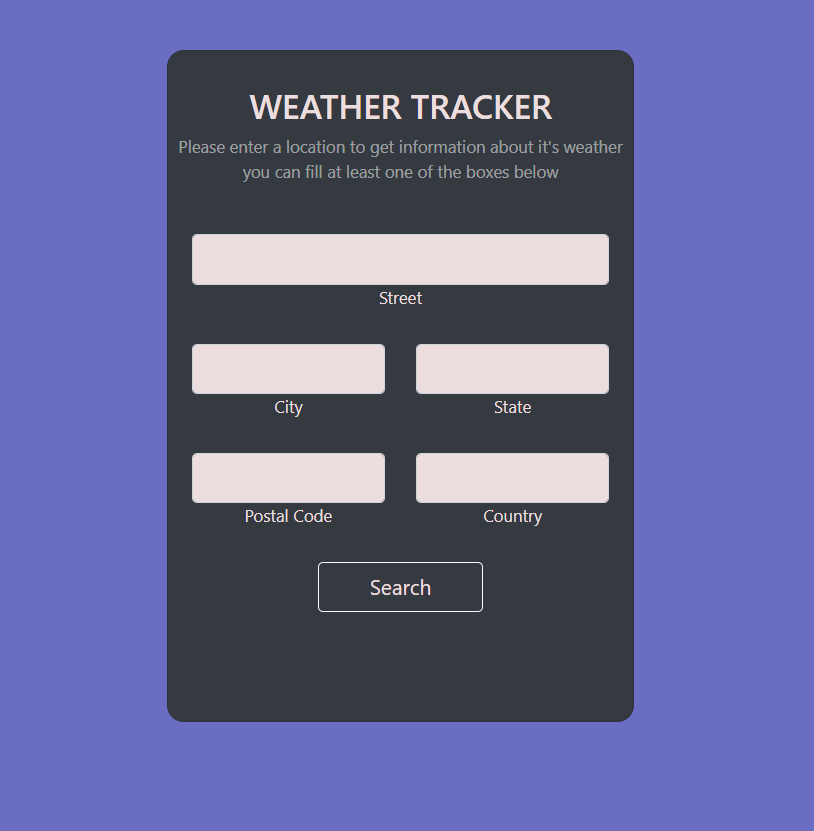 WEATHER TRACKER
Please enter a location to get information about it's weather
you can fill at least one of the boxes below
Street
City
State
Postal Code
Country
Search